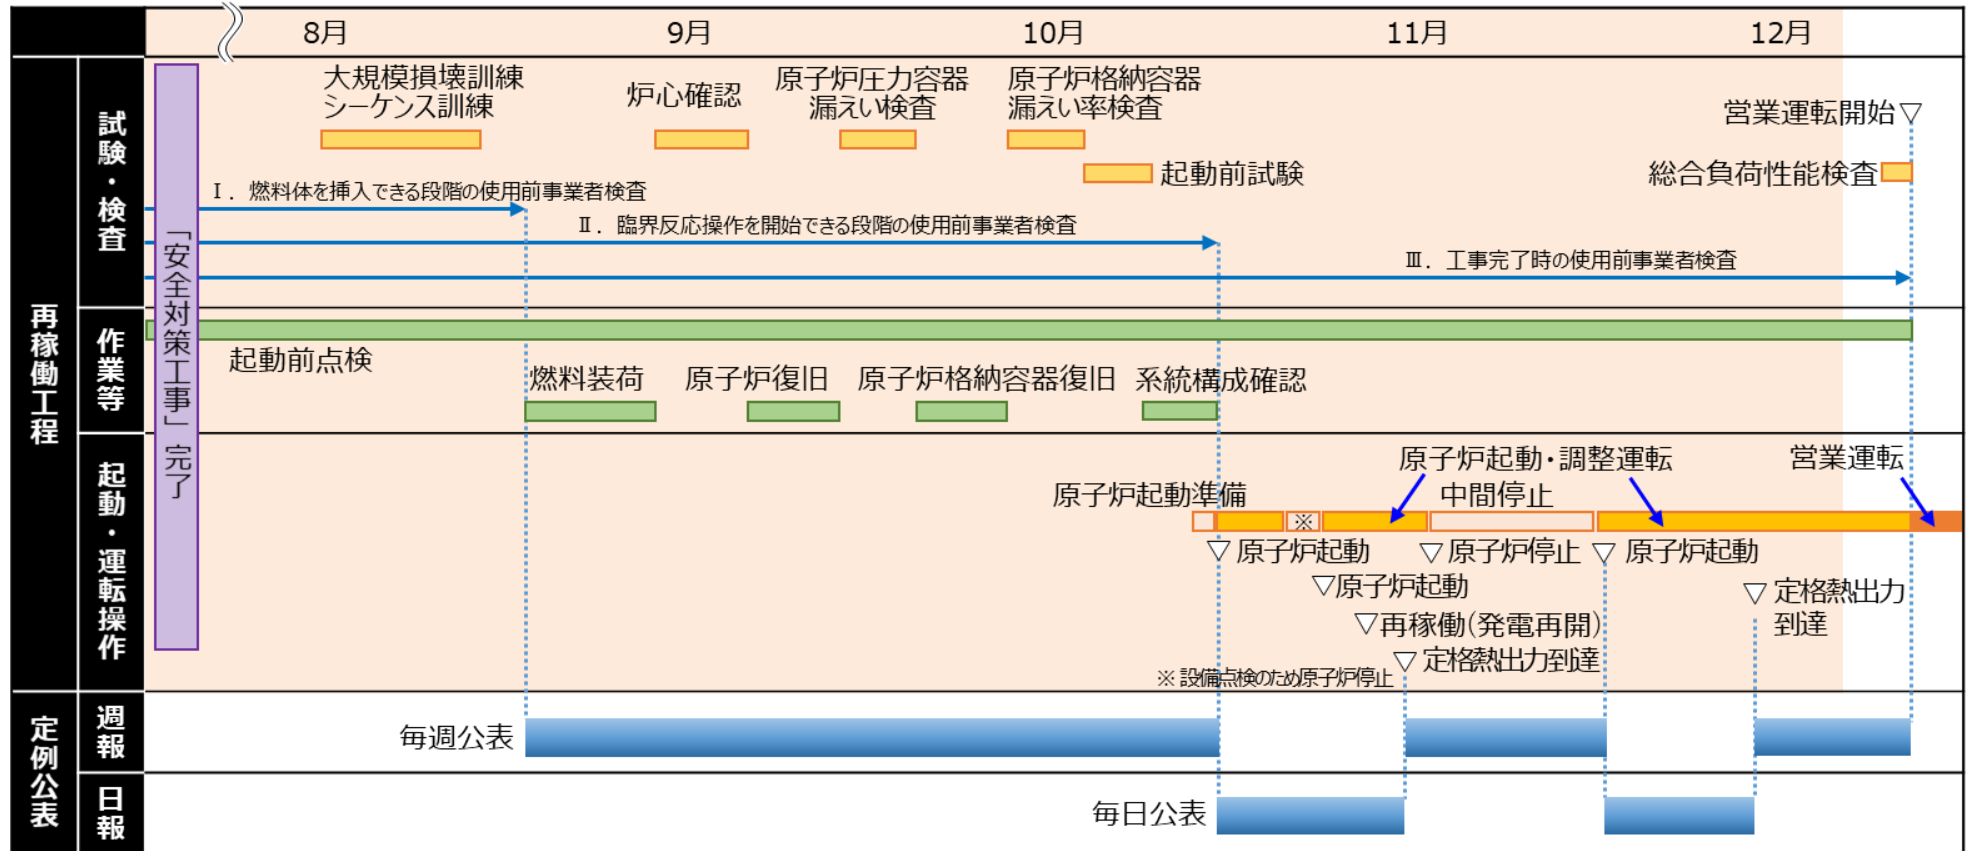 8月
9月
10月
11月
12月
再稼働工程
試験・検査
「安全対策工事」完了
大規模損壊訓練
シーケンス訓練
炉心確認
原子炉圧力容器
漏えい検査
原子炉格納容器
漏えい率検査
営業運転開始▽
起動前試験
総合負荷性能検査
Ⅰ．燃料体を挿入できる段階の使用前事業者検査
Ⅱ．臨界反応操作を開始できる段階の使用前事業者検査
Ⅲ．工事完了時の使用前事業者検査
作業等
起動前点検
燃料装荷
原子炉復旧
原子炉格納容器復旧
系統構成確認
起動・運転操作
原子炉起動・調整運転
営業運転
原子炉起動準備
中間停止
※
▽原子炉起動
▽原子炉停止
▽原子炉起動
▽原子炉起動
▽定格熱出力
到達
▽再稼働(発電再開)
▽定格熱出力到達
※設備点検のため原子炉停止
定例公表
週報
毎週公表
日報
毎日公表